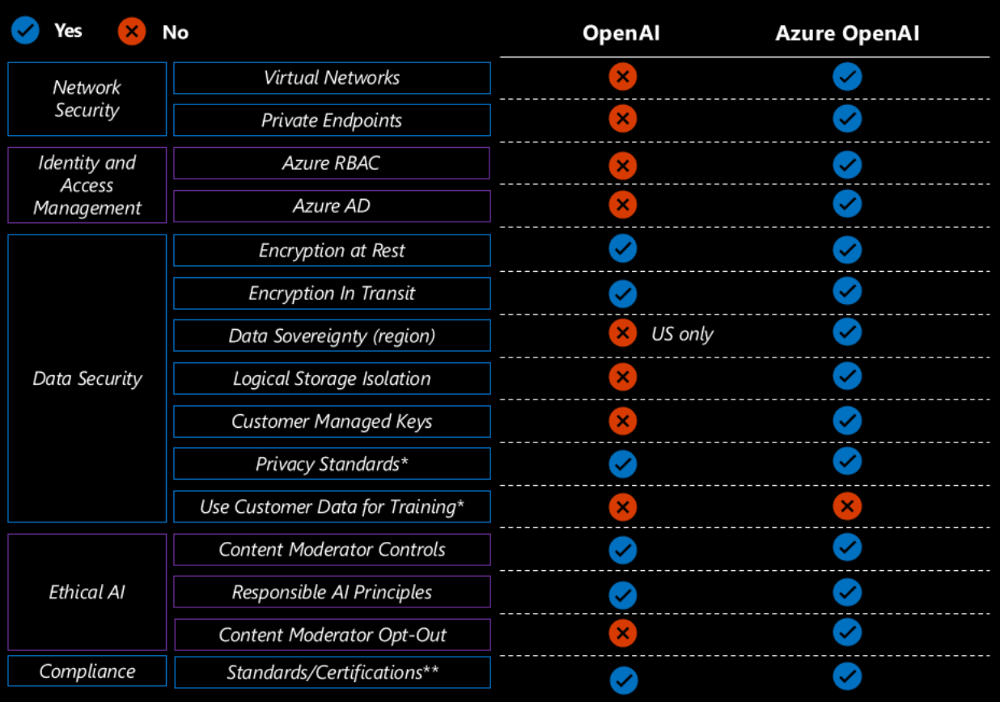 Yes No OpenAI Azure OpenAI
Network
Security
Virtual Networks
Private Endpoints
Identity and
Access
Management
Azure RBAC
Azure AD
Data Security
Encryption at Rest
Encryption In Transit
Data Sovereignty (region) US only
Logical Storage Isolation
Customer Managed Keys
Privacy Standards*
Use Customer Data for Training*
Ethical AI
Content Moderator Controls
Responsible AI Principles
Content Moderator Opt-Out
Compliance
Standards/Certifications**